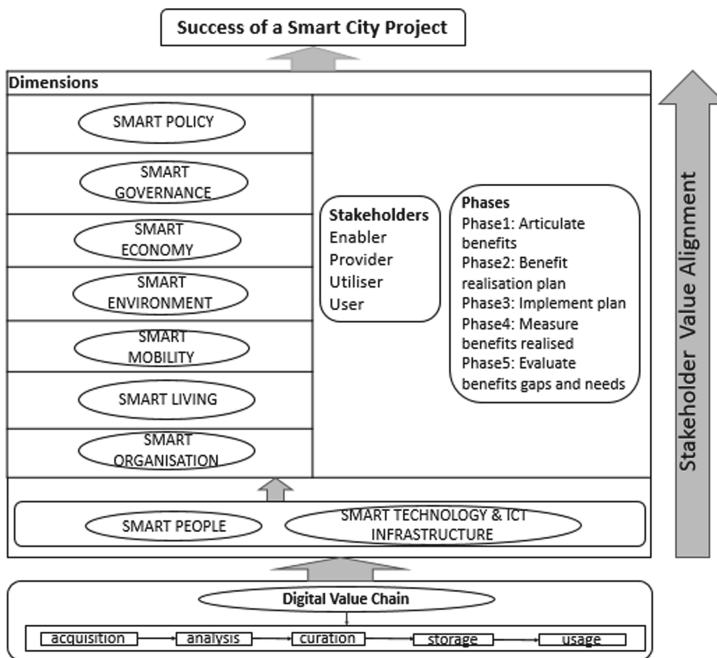 Success of a Smart City Project
Dimensions
SMART POLICY
SMART
GOVERNANCE
SMART
ECONOMY
SMART
ENVIRONMENT
SMART
MOBILITY
SMART LIVING
SMART
ORGANISATION
Stakeholders
Enabler
Provider
Utiliser
User
Phases
Phase1: Articulate
benefits
Phase2: Benefit
realisation plan
Phase3: Implement plan
Phase4: Measure
benefits realised
Phase5: Evaluate
benefits gaps and needs
Stakeholder Value Alignment
SMART PEOPLE
SMART TECHNOLOGY & ICT
INFRASTRUCTURE
Digital Value Chain
acquisition
analysis
curation
storage
usage